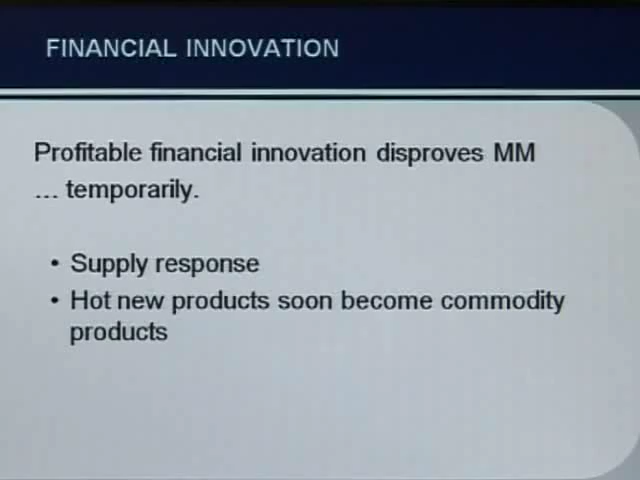 FINANCIAL INNOVATION
Profitable financial innovation disproves MM
... temporarily.
• Supply response
• Hot new products soon become commodity
products